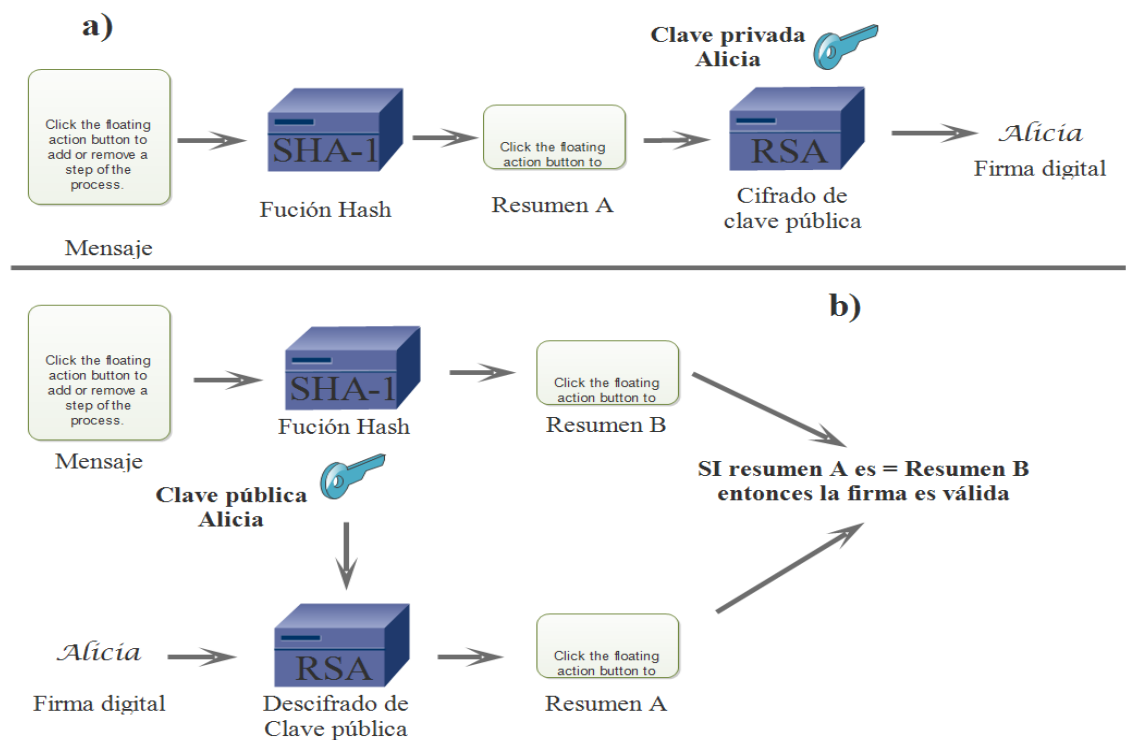 a)
Clave privada
Alicia
Click the floating
action button to
add or remove a
step of the
process.
SHA-1
Click the floating
action button to
RSA
Alicia
Firma digital
Fución Hash
Resumen A
Cifrado de
clave pública
Mensaje
b)
Click the floating
action button to
add or remove a
step of the
process.
SHA-1
Click the floating
action button to
Fución Hash
Resumen B
Mensaje
Clave pública
Alicia
SI resumen A es = Resumen B
entonces la firma es válida
Alicia
RSA
Click the floating
action button to
Firma digital
Descifrado de
Clave pública
Resumen A